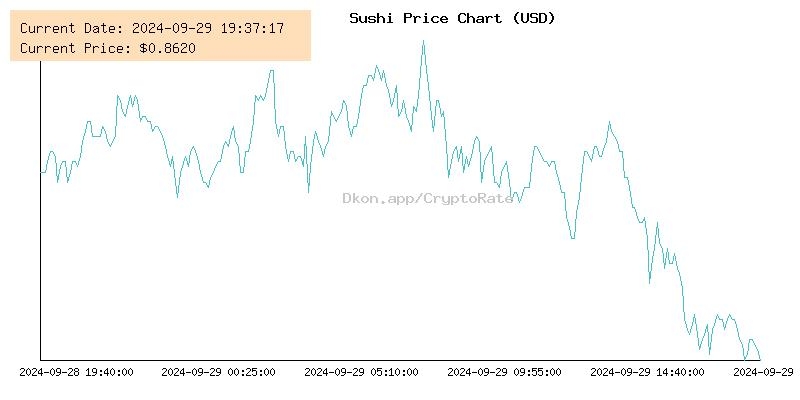 Sushi Price Chart (USD)
Current Date: 2024-09-29 19:37:17
Current Price: $0.8620
Dkon.app/CryptoRate
2024-09-28 19:40:00 2024-09-29 00:25:00 2024-09-29 05:10:00 2024-09-29 09:55:00 2024-09-29 14:40:00 2024-09-29